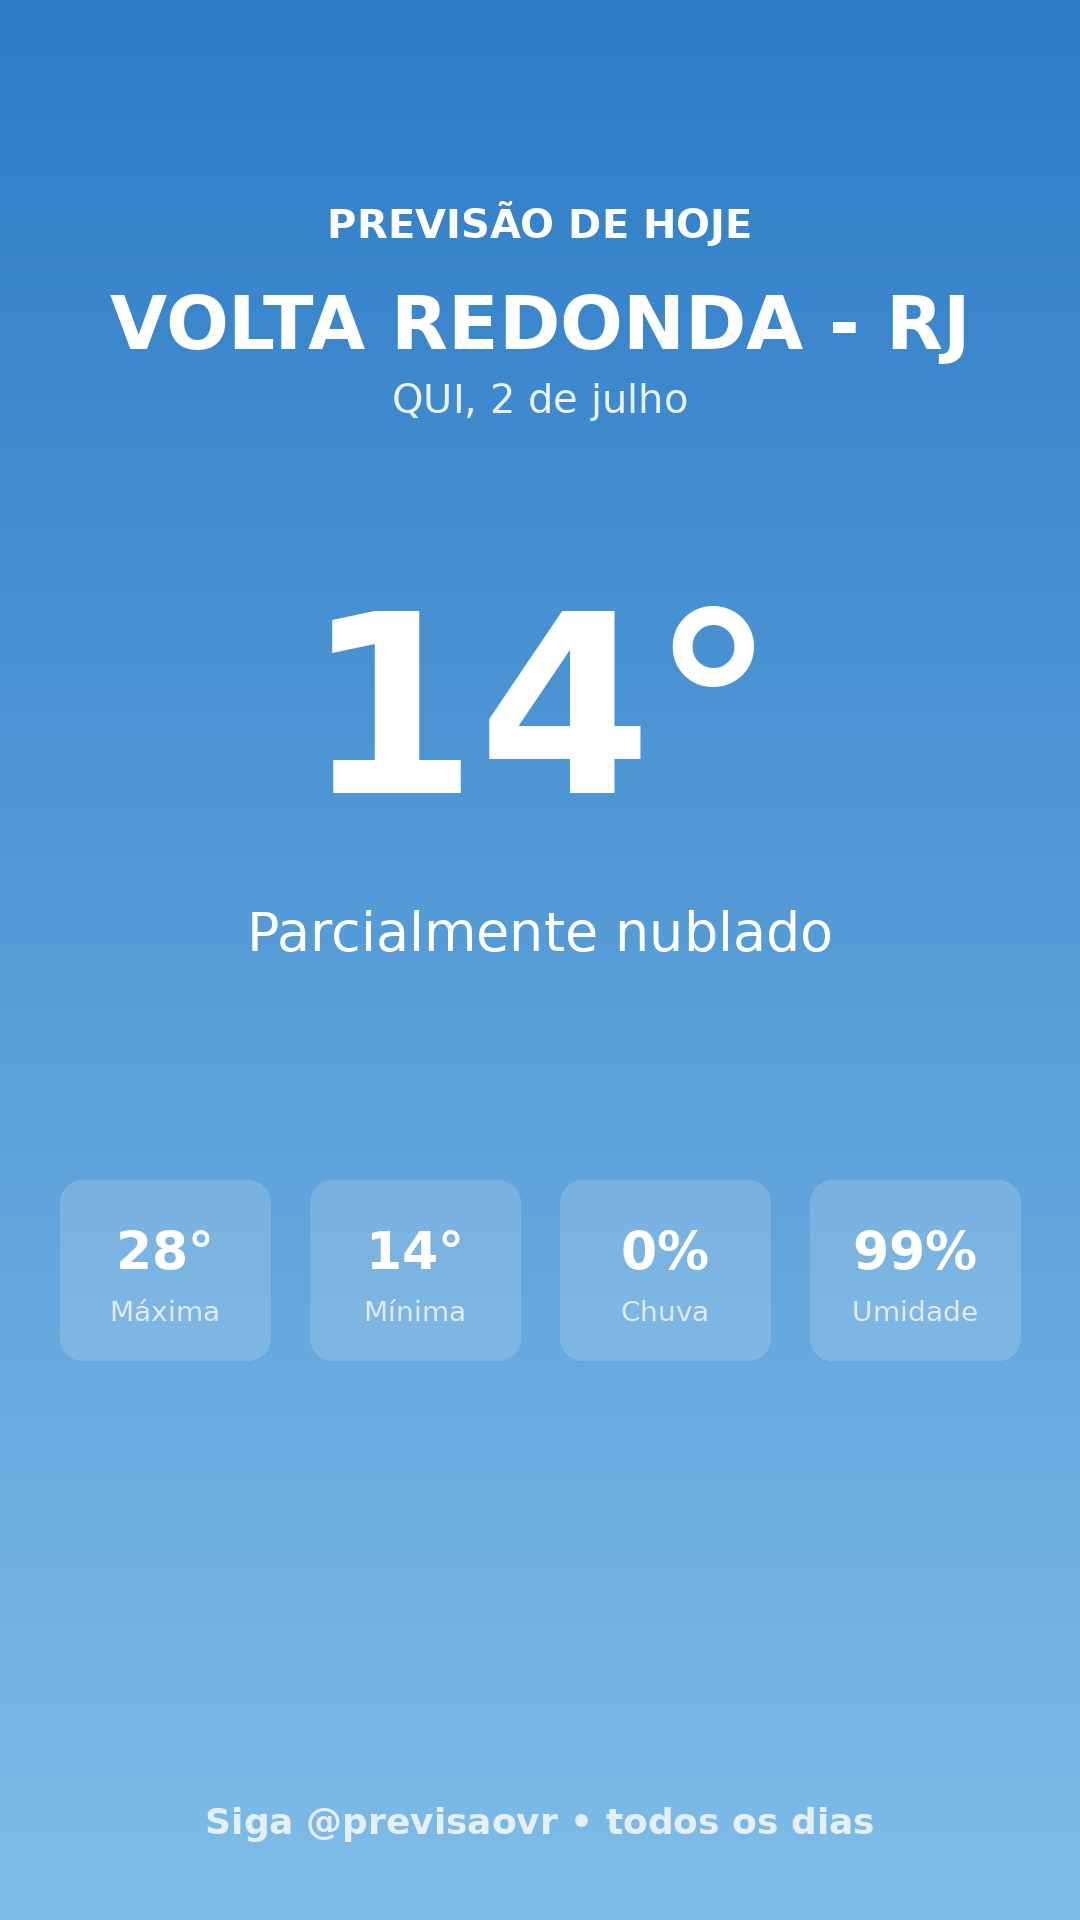 PREVISÃO DE HOJE
VOLTA REDONDA - RJ
QUI, 2 de julho
14°
Parcialmente nublado
28° 14° 0% 99%
Máxima Mínima Chuva Umidade
Siga @previsaovr • todos os dias